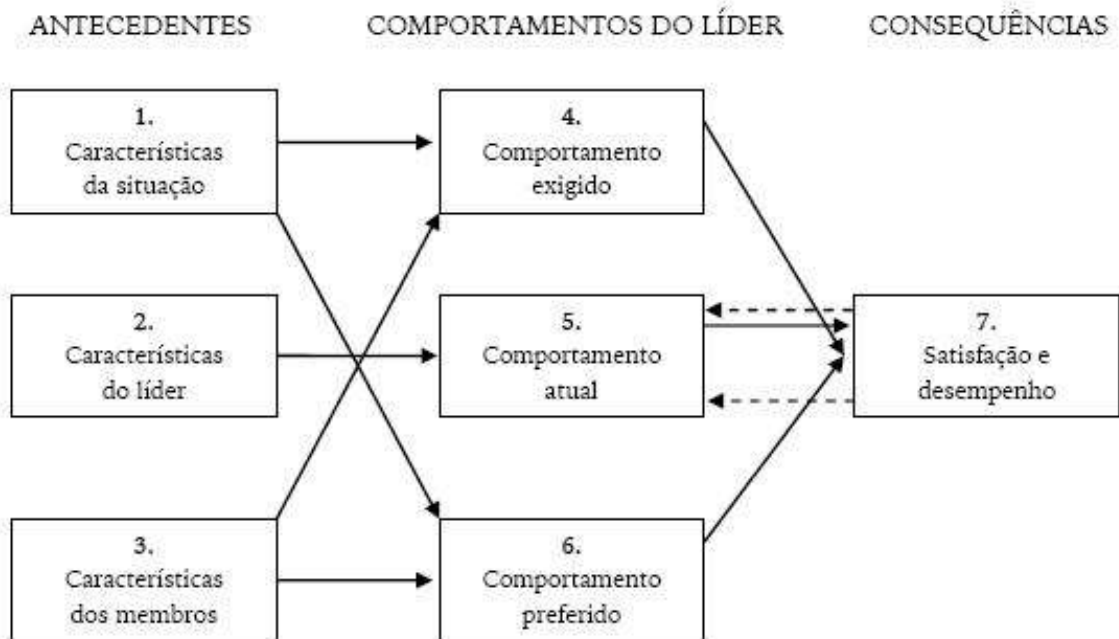 ANTECEDENTES
COMPORTAMENTOS DO LÍDER
CONSEQUÊNCIAS
1.
Características
da situação
4.
Comportamento
exigido
2.
Características
do líder
5.
Comportamento
atual
7.
Satisfação e
desempenho
3.
Características
dos membros
6.
Comportamento
preferido